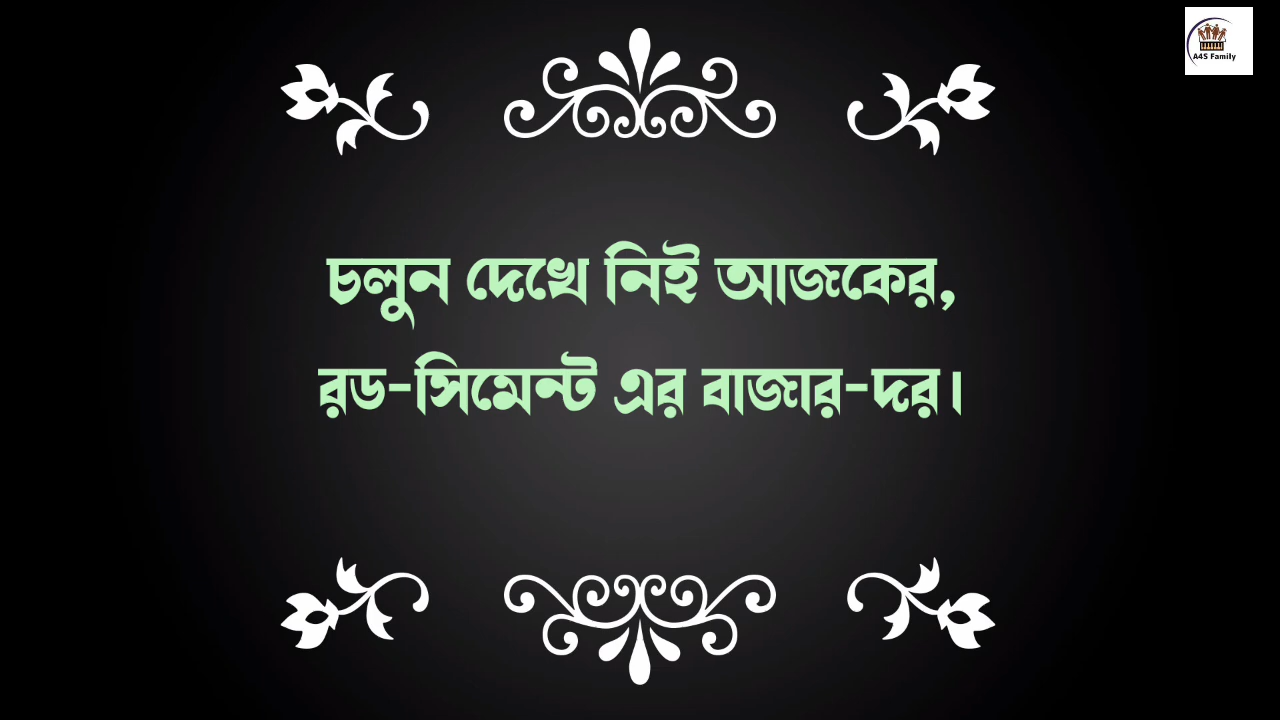 A4S Family
চলুন দেখে নিই আজকের,
রড-সিমেন্ট এর বাজার-দর।